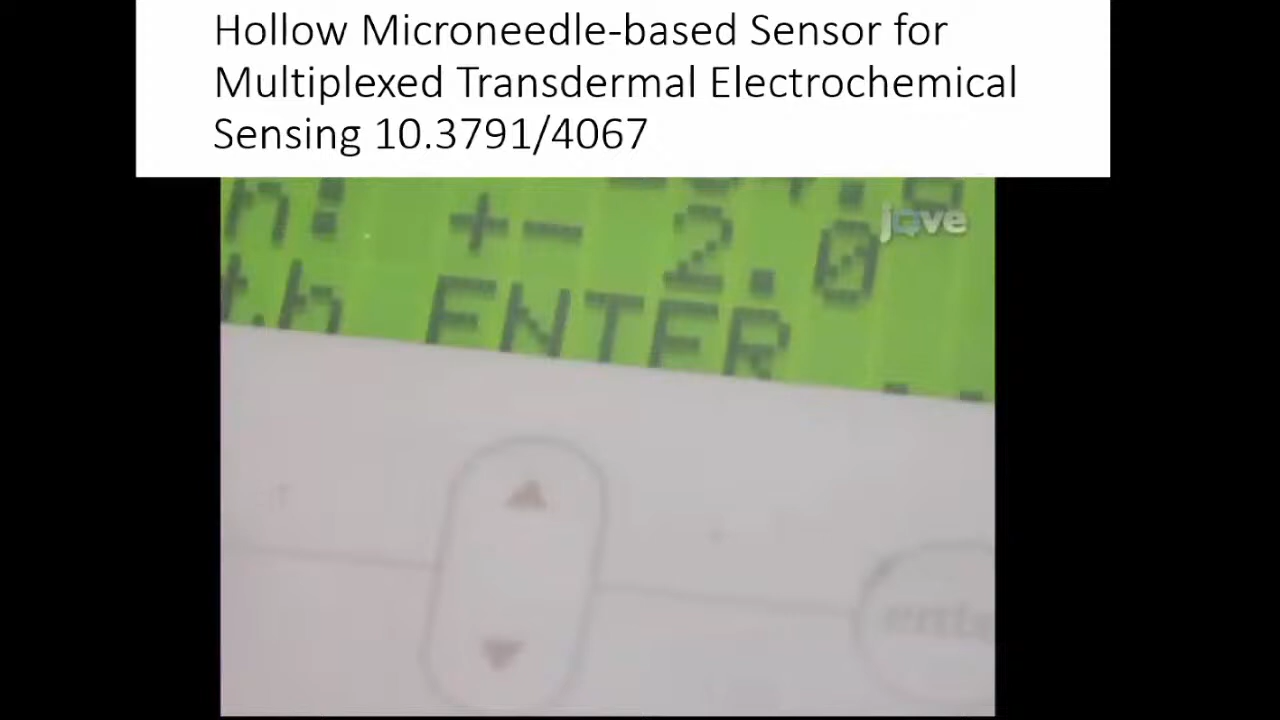 Hollow Microneedle-based Sensor for
Multiplexed Transdermal Electrochemical
Sensing 10.3791/4067
jove
+- 2.0
ENTER